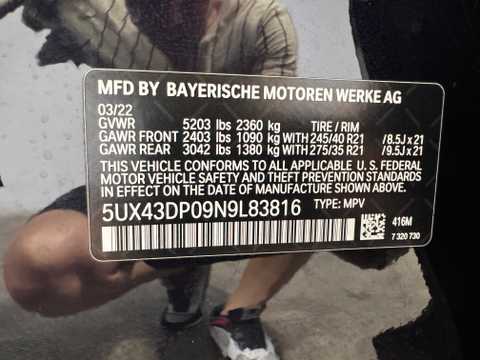 MFD BY BAYERISCHE MOTOREN WERKE AG
03/22
GVWR 5203 lbs 2360 kg TIRE / RIM
GAWR FRONT 2403 lbs 1090 kg WITH 245/40 R21 / 8.5J x 21
GAWR REAR 3042 lbs 1380 kg WITH 275/35 R21 / 9.5J x 21
THIS VEHICLE CONFORMS TO ALL APPLICABLE U. S. FEDERAL
MOTOR VEHICLE SAFETY AND THEFT PREVENTION STANDARDS
IN EFFECT ON THE DATE OF MANUFACTURE SHOWN ABOVE.
5UX43DP09N9L83816 TYPE: MPV
416M
7 320 730